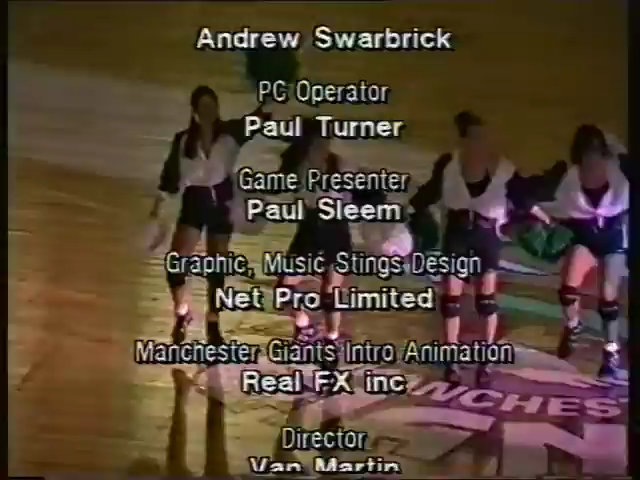 Andrew Swarbrick
PC Operator
Paul Turner
Game Presenter
Paul Sleem
Graphic, Music Stings Design
Net Pro Limited
Manchester Giants Intro Animation
Real FX inc
Director
Van Martin